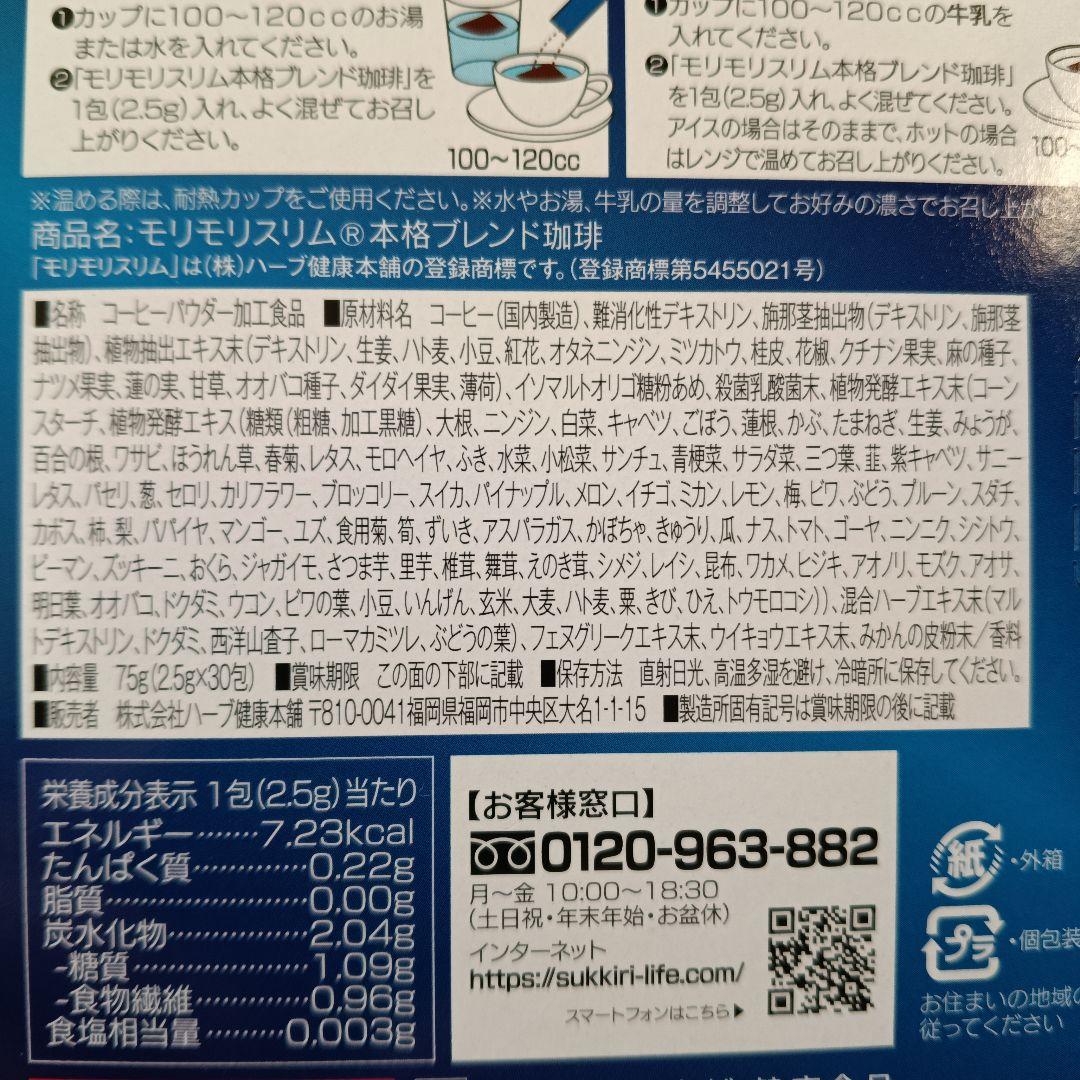 ❶カップに100〜120ccのお湯
または水を入れてください。
❷「モリモリスリム本格ブレンド珈琲」を
1包(2.5g)入れ、よく混ぜてお召し
上がりください。
100〜120cc
❶カップに100〜120ccの牛乳を
入れてください。
❷「モリモリスリム本格ブレンド珈琲」
を1包(2.5g)入れ、よく混ぜてください。
アイスの場合はそのままで、ホットの場合
はレンジで温めてお召し上がりください。
100〜
※温める際は、耐熱カップをご使用ください。※水やお湯、牛乳の量を調整してお好みの濃さでお召し上が
商品名:モリモリスリム®本格ブレンド珈琲
「モリモリスリム」は(株)ハーブ健康本舗の登録商標です。(登録商標第5455021号)
■名称 コーヒーパウダー加工食品 ■原材料名 コーヒー(国内製造)、難消化性デキストリン、施那茎抽出物(デキストリン、施那茎
抽出物)、植物抽出エキス末(デキストリン、生姜、ハト麦、小豆、紅花、オタネニンジン、ミツカトウ、桂皮、花椒、クチナシ果実、麻の種子、
ナツメ果実、蓮の実、甘草、オオバコ種子、ダイダイ果実、薄荷)、イソマルトオリゴ糖粉あめ、殺菌乳酸菌末、植物発酵エキス末(コーン
スターチ、植物発酵エキス(糖類(粗糖、加工黒糖)、大根、ニンジン、白菜、キャベツ、ごぼう、蓮根、かぶ、たまねぎ、生姜、みょうが、
百合の根、ワサビ、ほうれん草、春菊、レタス、モロヘイヤ、ふき、水菜、小松菜、サンチュ、青梗菜、サラダ菜、三つ葉、韮、紫キャベツ、サニー
レタス、パセリ、葱、セロリ、カリフラワー、ブロッコリー、スイカ、パイナップル、メロン、イチゴ、ミカン、レモン、梅、ビワ、ぶどう、プルーン、スダチ、
カボス、柿、梨、パパイヤ、マンゴー、ユズ、食用菊、筍、ずいき、アスパラガス、かぼちゃ、きゅうり、瓜、ナス、トマト、ゴーヤ、ニンニク、シシトウ、
ピーマン、ズッキーニ、おくら、ジャガイモ、さつま芋、里芋、椎茸、舞茸、えのき茸、シメジ、レイシ、昆布、ワカメ、ヒジキ、アオノリ、モズク、アオサ、
明日葉、オオバコ、ドクダミ、ウコン、ビワの葉、小豆、いんげん、玄米、大麦、ハト麦、粟、きび、ひえ、トウモロコシ))、混合ハーブエキス末(マル
トデキストリン、ドクダミ、西洋山査子、ローマカミツレ、ぶどうの葉)、フェヌグリークエキス末、ウイキョウエキス末、みかんの皮粉末/香料
■内容量 75g(2.5g×30包) ■賞味期限 この面の下部に記載 ■保存方法 直射日光、高温多湿を避け、冷暗所に保存してください。
■販売者 株式会社ハーブ健康本舗 〒810-0041福岡県福岡市中央区大名1-1-15 ■製造所固有記号は賞味期限の後に記載
栄養成分表示 1包(2.5g)当たり
エネルギー……7.23kcal
たんぱく質…………0.22g
脂質…………………0.00g
炭水化物……………2.04g
-糖質………………1.09g
-食物繊維…………0.96g
食塩相当量………0.003g
【お客様窓口】
0120-963-882
月〜金 10:00〜18:30
(土日祝・年末年始・お盆休)
インターネット
https://sukkiri-life.com/
スマートフォンはこちら▶
紙
・外箱
プラ
・個包装
お住まいの地域の
従ってください